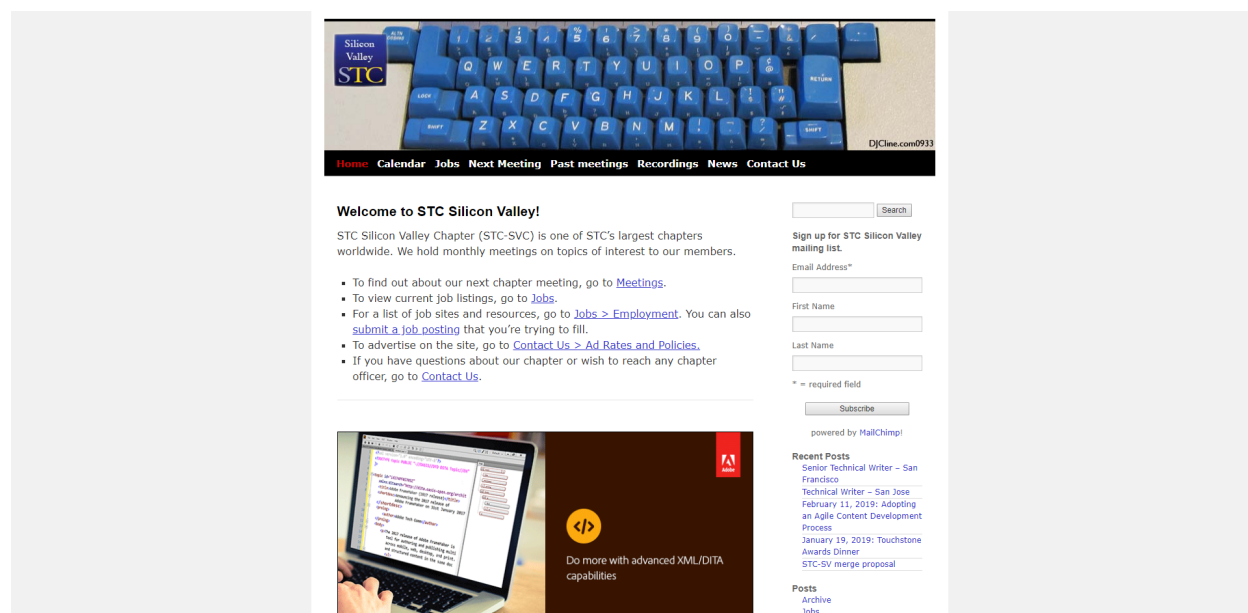 Silicon
Valley
STC
Q W E R T Y U I O P
RETURN
LOCK A S D F G H J K L
SHIFT Z X C V B N M SHIFT
DJCline.com0933
Home Calendar Jobs Next Meeting Past meetings Recordings News Contact Us
Welcome to STC Silicon Valley!
STC Silicon Valley Chapter (STC-SVC) is one of STC's largest chapters
worldwide. We hold monthly meetings on topics of interest to our members.
To find out about our next chapter meeting, go to Meetings.
To view current job listings, go to Jobs.
For a list of job sites and resources, go to Jobs > Employment. You can also
submit a job posting that you're trying to fill.
To advertise on the site, go to Contact Us > Ad Rates and Policies.
If you have questions about our chapter or wish to reach any chapter
officer, go to Contact Us.
Adobe
</>
Do more with advanced XML/DITA
capabilities
Search
Sign up for STC Silicon Valley
mailing list.
Email Address*
First Name
Last Name
* = required field
Subscribe
powered by MailChimp!
Recent Posts
Senior Technical Writer – San
Francisco
Technical Writer – San Jose
February 11, 2019: Adopting
an Agile Content Development
Process
January 19, 2019: Touchstone
Awards Dinner
STC-SV merge proposal
Posts
Archive
Jobs